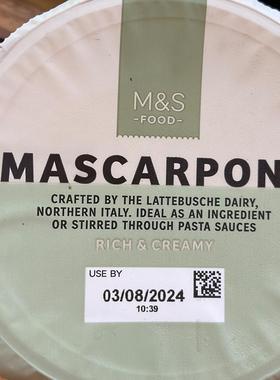 M&S
-FOOD-
MASCARPON
CRAFTED BY THE LATTEBUSCHE DAIRY,
NORTHERN ITALY. IDEAL AS AN INGREDIENT
OR STIRRED THROUGH PASTA SAUCES
RICH & CREAMY
USE BY
03/08/2024
10:39